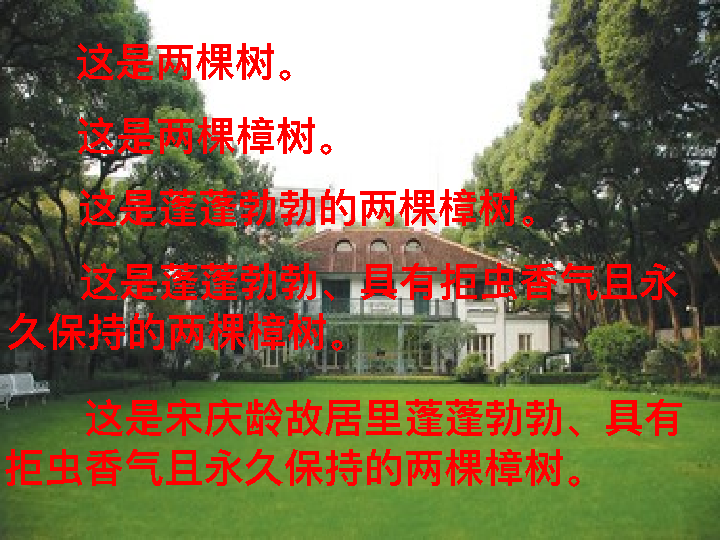 这是两棵树。
这是两棵樟树。
这是蓬蓬勃勃的两棵樟树。
这是蓬蓬勃勃、具有拒虫香气且永
久保持的两棵樟树。
这是宋庆龄故居里蓬蓬勃勃、具有
拒虫香气且永久保持的两棵樟树。